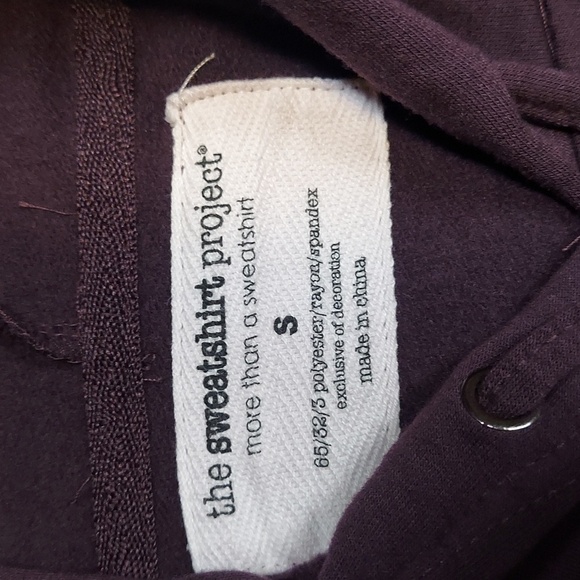 the sweatshirt project®
more than a sweatshirt
S
65/32/3 polyester/rayon/spandex
exclusive of decoration
made in china